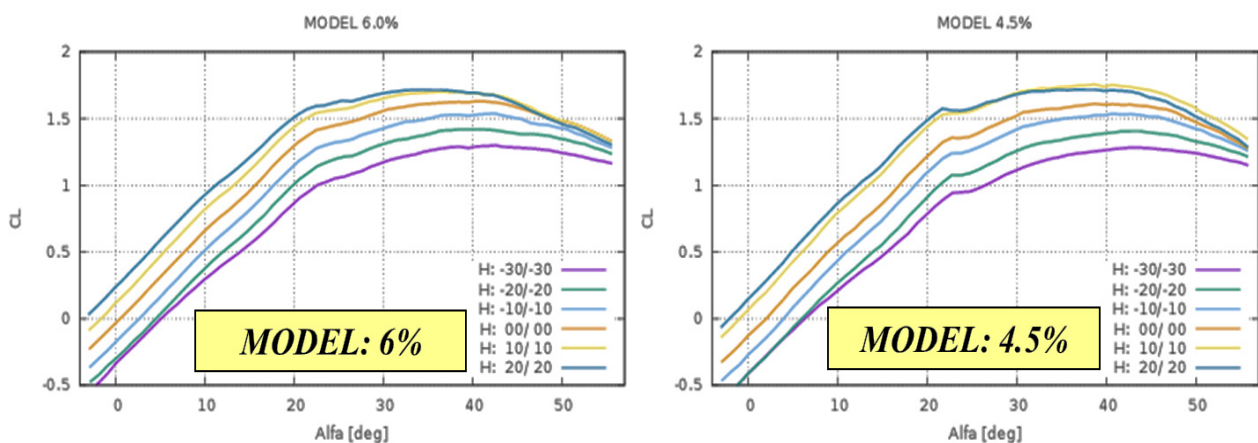 MODEL 6.0%
2
1.5
1
0.5
0
-0.5
CL
0 10 20 30 40 50
Alfa [deg]
H: -30/-30
H: -20/-20
H: -10/-10
H: 00/ 00
H: 10/ 10
H: 20/ 20
MODEL: 6%
MODEL 4.5%
2
1.5
1
0.5
0
-0.5
CL
0 10 20 30 40 50
Alfa [deg]
H: -30/-30
H: -20/-20
H: -10/-10
H: 00/ 00
H: 10/ 10
H: 20/ 20
MODEL: 4.5%